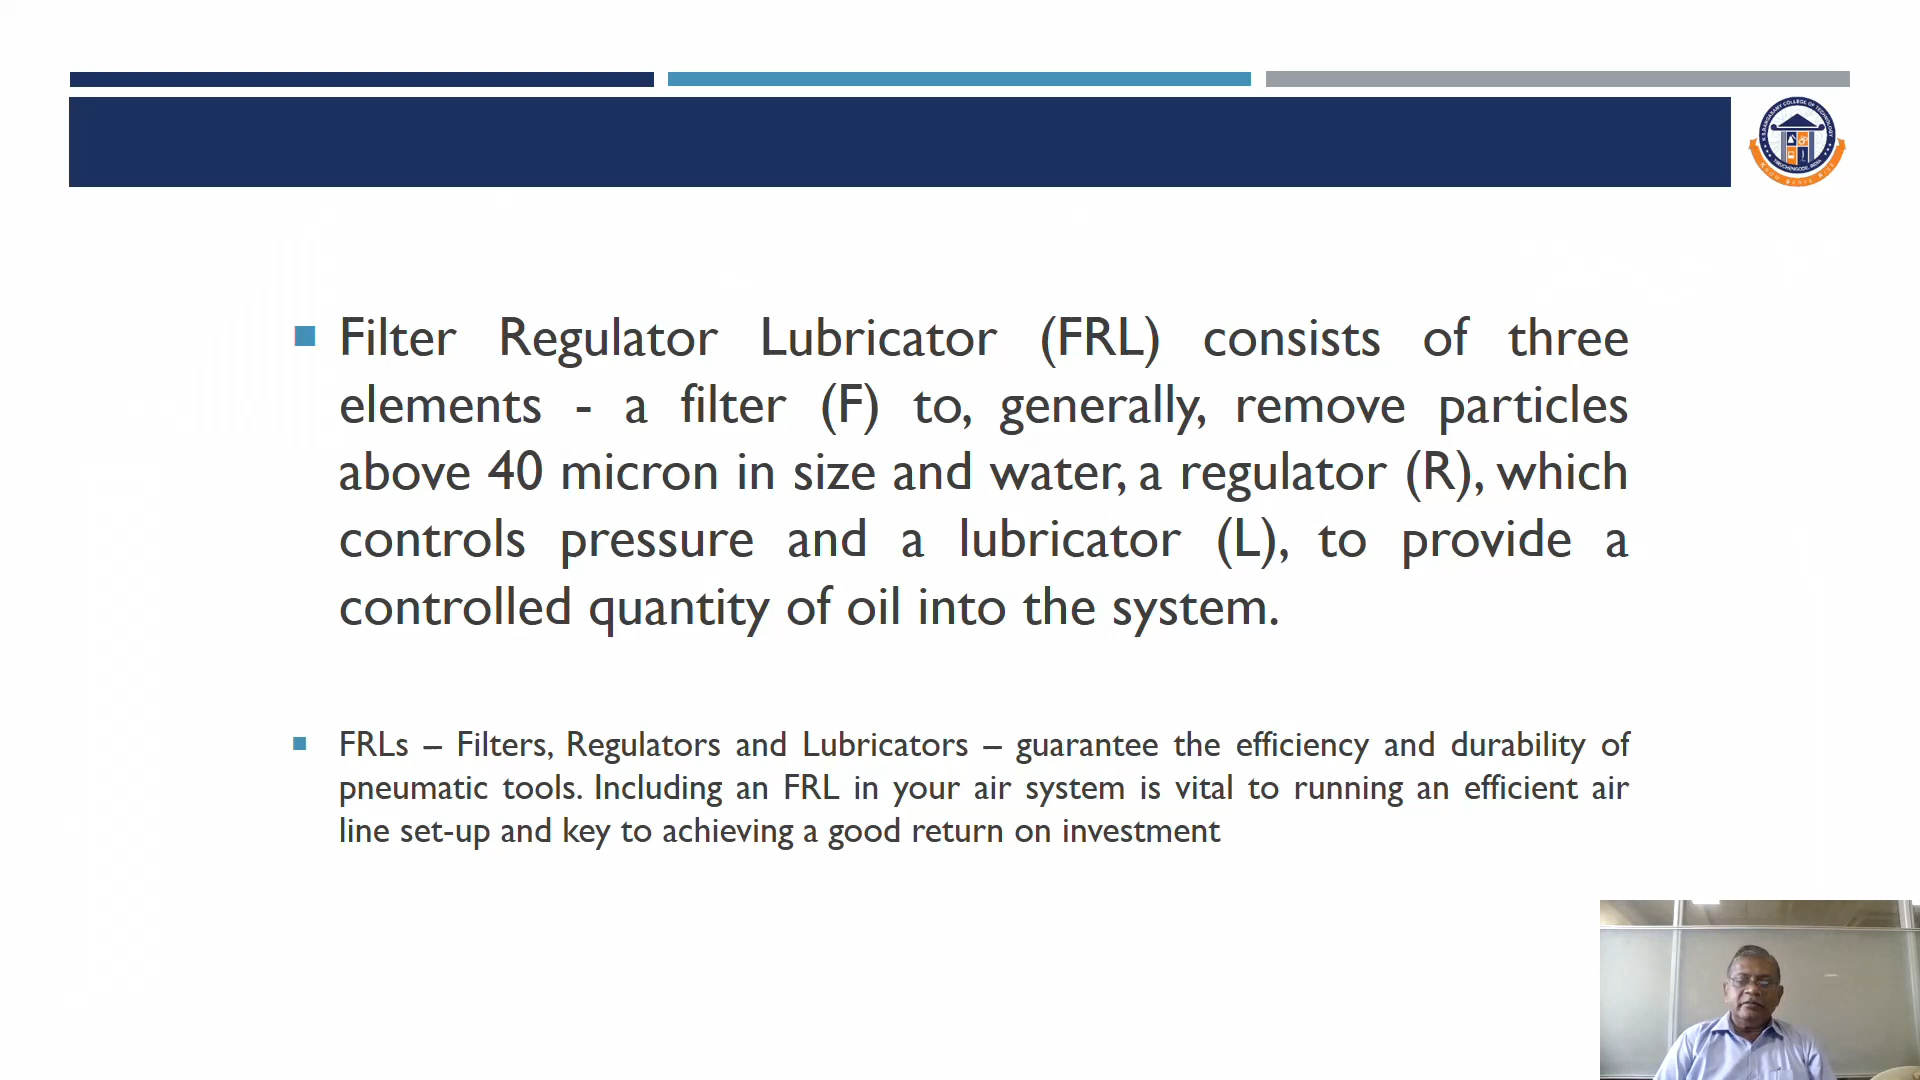 Filter Regulator Lubricator (FRL) consists of three
elements - a filter (F) to, generally, remove particles
above 40 micron in size and water, a regulator (R), which
controls pressure and a lubricator (L), to provide a
controlled quantity of oil into the system.
FRLs – Filters, Regulators and Lubricators – guarantee the efficiency and durability of
pneumatic tools. Including an FRL in your air system is vital to running an efficient air
line set-up and key to achieving a good return on investment